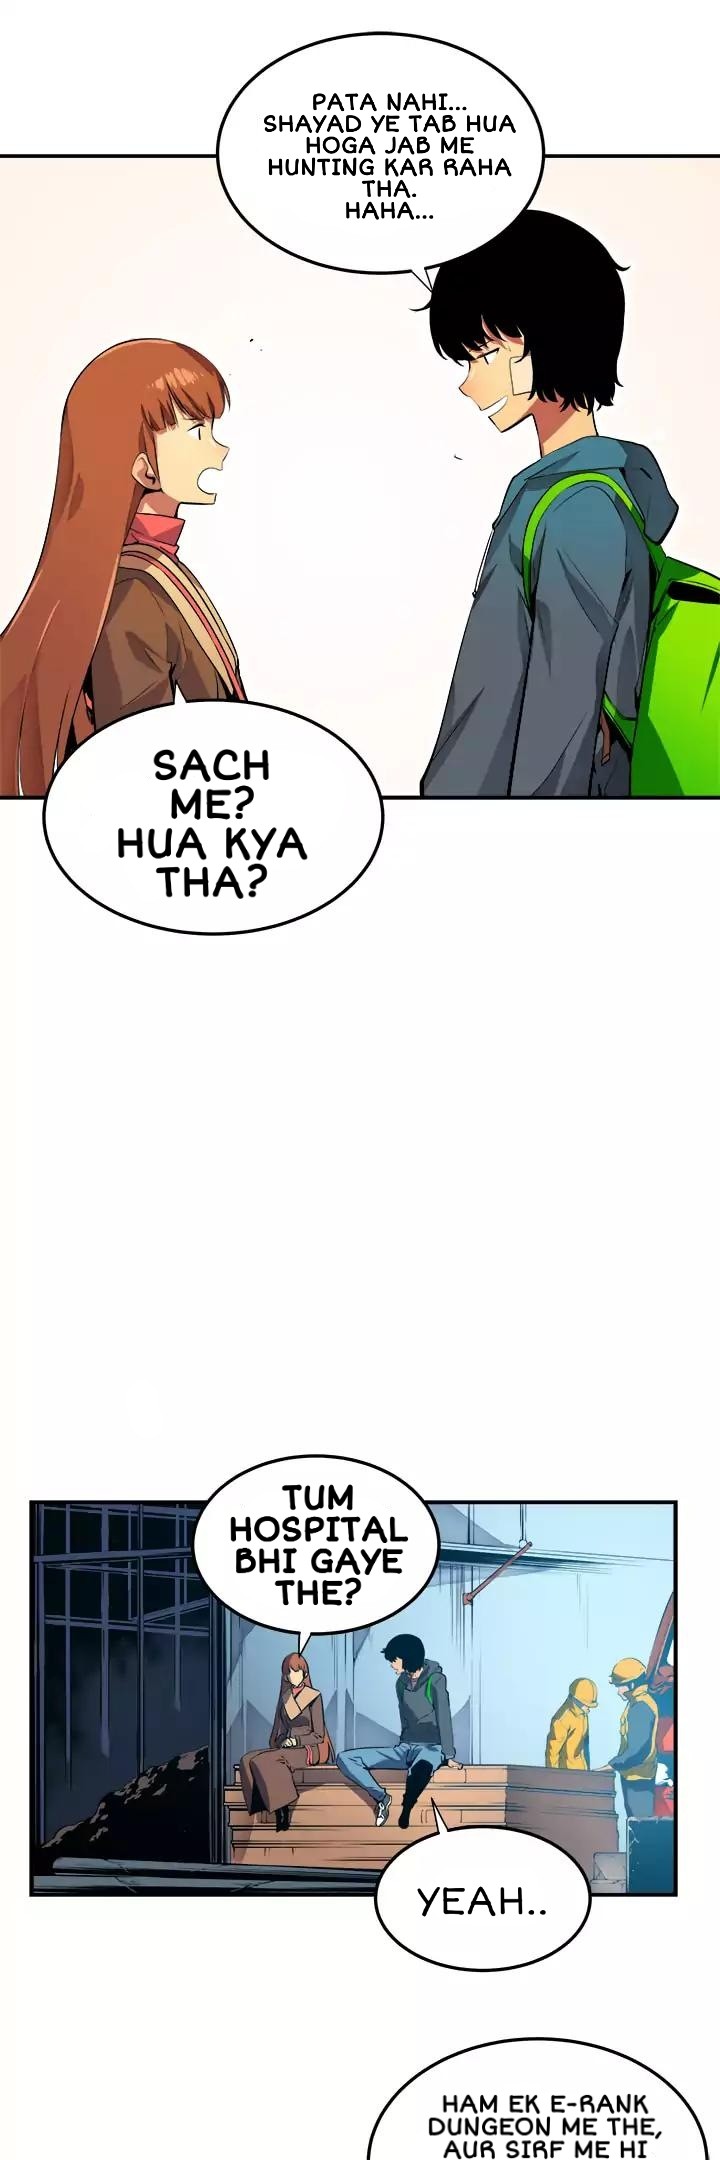 PATA NAHI...
SHAYAD YE TAB HUA
HOGA JAB ME
HUNTING KAR RAHA
THA.
HAHA...
SACH
ME?
HUA KYA
THA?
TUM
HOSPITAL
BHI GAYE
THE?
YEAH..
HAM EK E-RANK
DUNGEON ME THE,
AUR SIRF ME HI